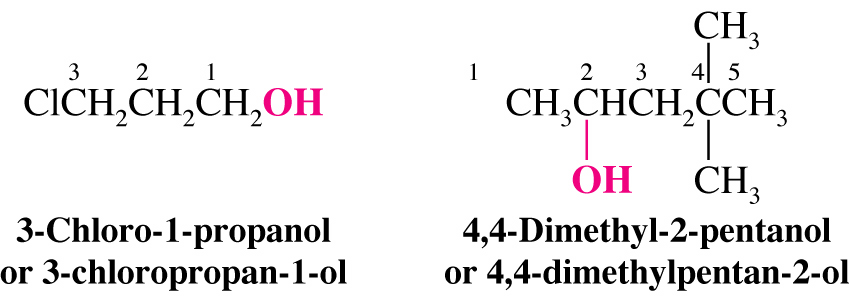 CH₃
3 2 1
1 2 3 4 5
ClCH₂CH₂CH₂OH
CH₃CHCH₂CCH₃
OH
CH₃
3-Chloro-1-propanol
or 3-chloropropan-1-ol
4,4-Dimethyl-2-pentanol
or 4,4-dimethylpentan-2-ol